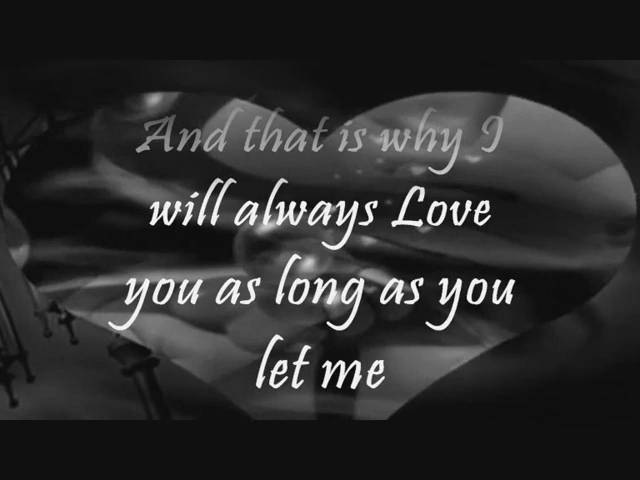 And that is why I
will always Love
you as long as you
let me